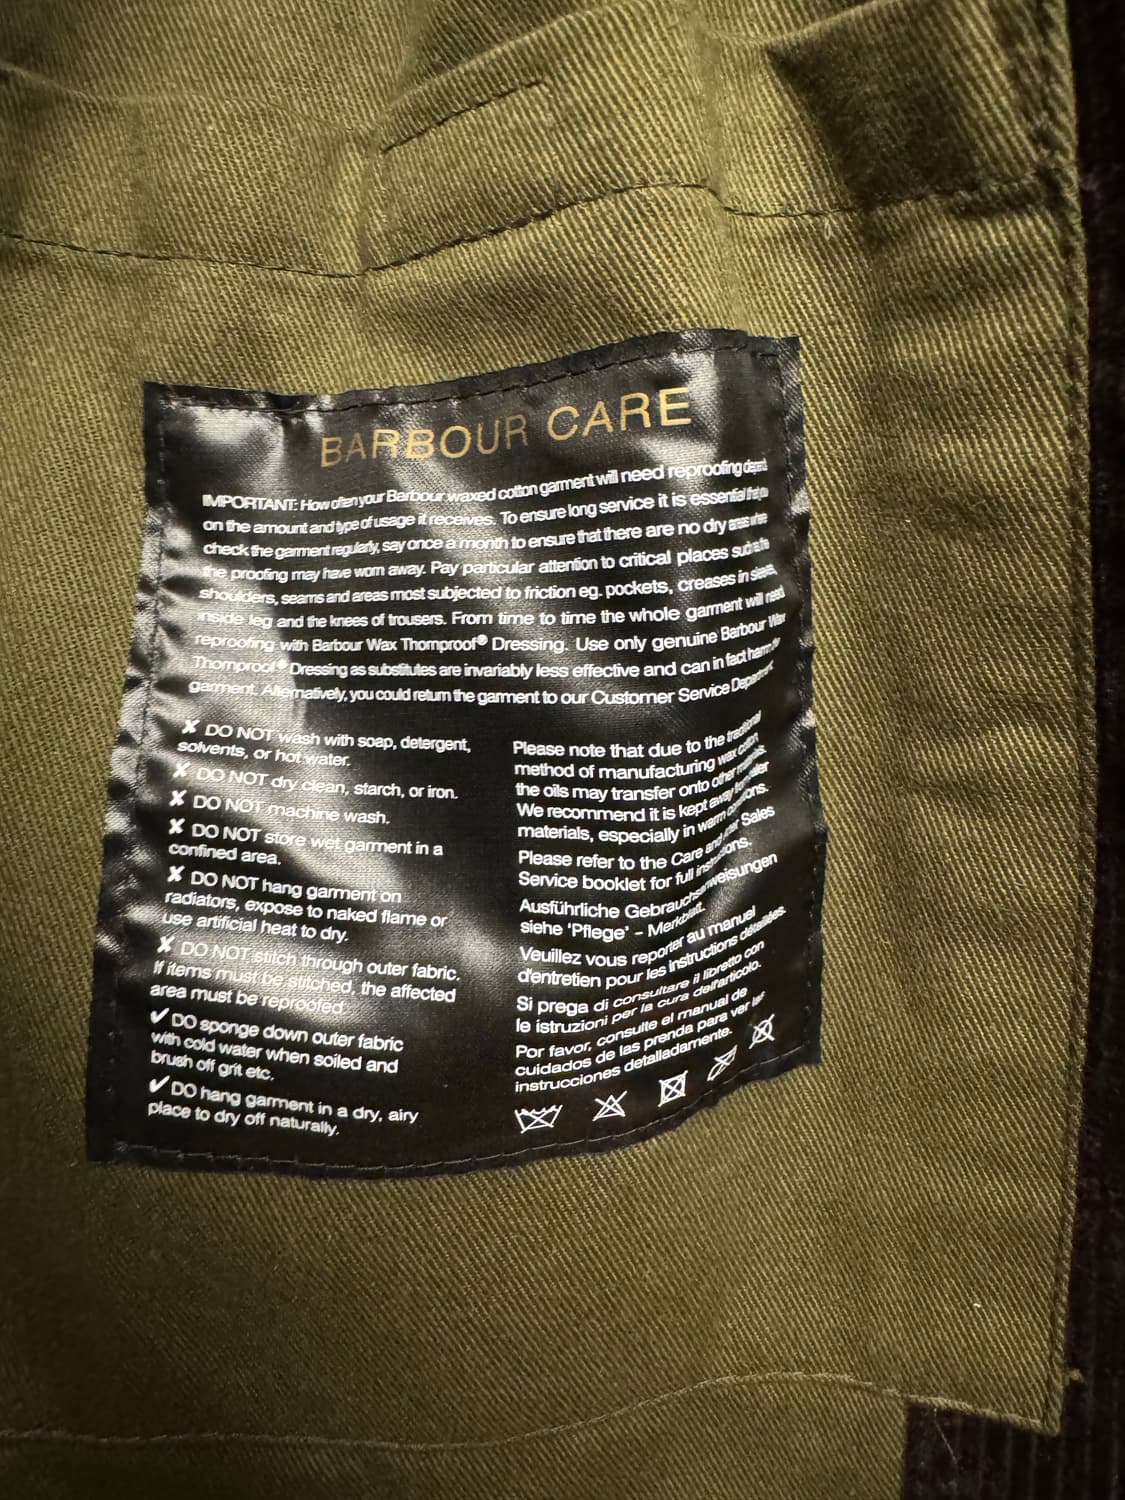 BARBOUR CARE
IMPORTANT: How often your Barbour waxed cotton garment will need reproofing depend
on the amount and type of usage it receives. To ensure long service it is essential that you
check the garment regularly, say once a month to ensure that there are no dry areas where
the proofing may have worn away. Pay particular attention to critical places such as the
shoulders, seams and areas most subjected to friction eg. pockets, creases in sleeves,
inside leg and the knees of trousers. From time to time the whole garment will need
reproofing with Barbour Wax Thornproof® Dressing. Use only genuine Barbour Wax
Thornproof® Dressing as substitutes are invariably less effective and can in fact harm the
garment. Alternatively, you could return the garment to our Customer Service Department.
✘ DO NOT wash with soap, detergent,
solvents, or hot water.
✘ DO NOT dry clean, starch, or iron.
✘ DO NOT machine wash.
✘ DO NOT store wet garment in a
confined area.
✘ DO NOT hang garment on
radiators, expose to naked flame or
use artificial heat to dry.
✘ DO NOT stitch through outer fabric.
If items must be stitched, the affected
area must be reproofed.
✔ DO sponge down outer fabric
with cold water when soiled and
brush off grit etc.
✔ DO hang garment in a dry, airy
place to dry off naturally.
Please note that due to the traditional
method of manufacturing wax cotton,
the oils may transfer onto other materials.
We recommend it is kept away from other
materials, especially in warm conditions.
Please refer to the Care and After Sales
Service booklet for full instructions.
Ausführliche Gebrauchsanweisungen
siehe 'Pflege' - Merkblatt.
Veuillez vous reporter au manuel
d'entretien pour les instructions détaillées.
Si prega di consultare il libretto con
le istruzioni per la cura dell'articolo.
Por favor, consulte el manual de
cuidados de las prenda para ver las
instrucciones detalladamente.